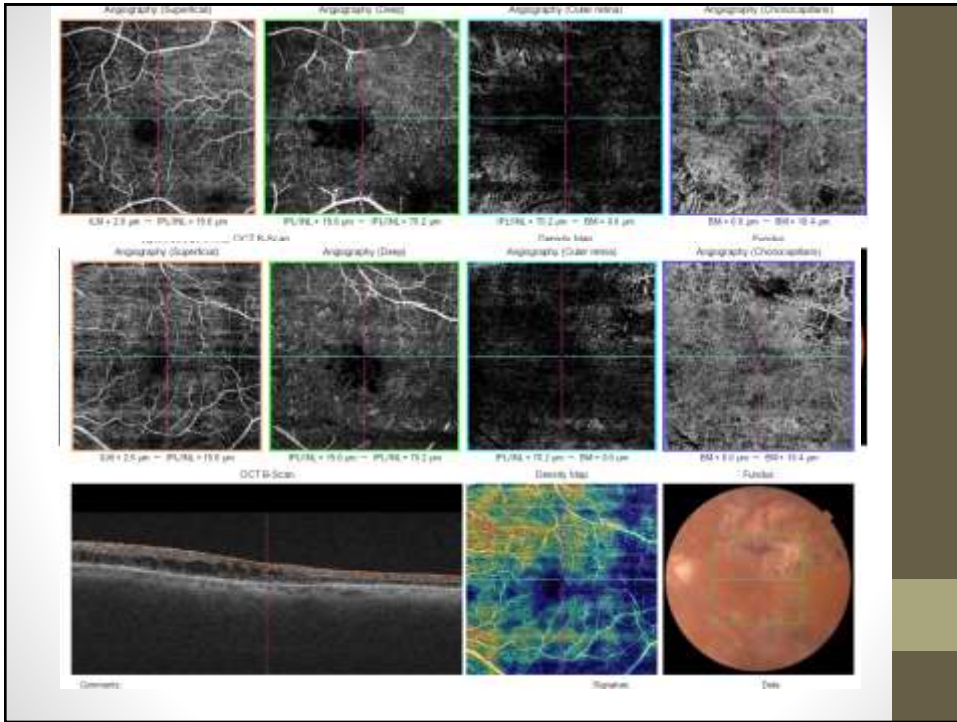 Angiography (Superficial) Angiography (Deep) Angiography (Outer retina) Angiography (Choriocapillaris)
ILM + 2.6 μm — IPL/INL + 15.6 μm IPL/INL + 15.6 μm — IPL/INL + 70.2 μm IPL/INL + 70.2 μm — BM + 0.0 μm BM + 0.0 μm — BM + 10.4 μm
OCT B-Scan Density Map Fundus
Angiography (Superficial) Angiography (Deep) Angiography (Outer retina) Angiography (Choriocapillaris)
ILM + 2.6 μm — IPL/INL + 15.6 μm IPL/INL + 15.6 μm — IPL/INL + 70.2 μm IPL/INL + 70.2 μm — BM + 0.0 μm BM + 0.0 μm — BM + 10.4 μm
OCT B-Scan Density Map Fundus
Comments: Signature: Date: